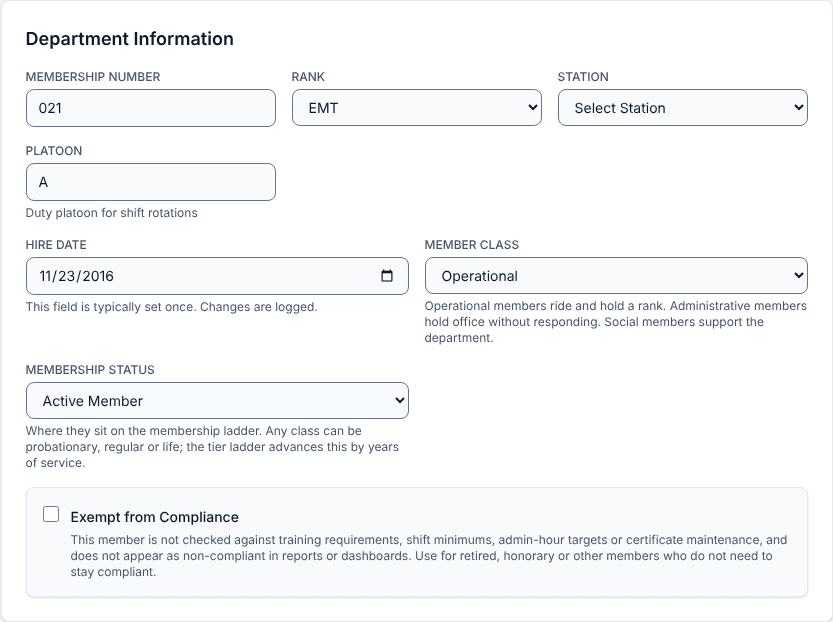 Department Information
MEMBERSHIP NUMBER
RANK
STATION
021
EMT
Select Station
PLATOON
A
Duty platoon for shift rotations
HIRE DATE
MEMBER CLASS
11/23/2016
Operational
This field is typically set once. Changes are logged.
Operational members ride and hold a rank. Administrative members
hold office without responding. Social members support the
department.
MEMBERSHIP STATUS
Active Member
Where they sit on the membership ladder. Any class can be
probationary, regular or life; the tier ladder advances this by years
of service.
Exempt from Compliance
This member is not checked against training requirements, shift minimums, admin-hour targets or certificate maintenance, and
does not appear as non-compliant in reports or dashboards. Use for retired, honorary or other members who do not need to
stay compliant.